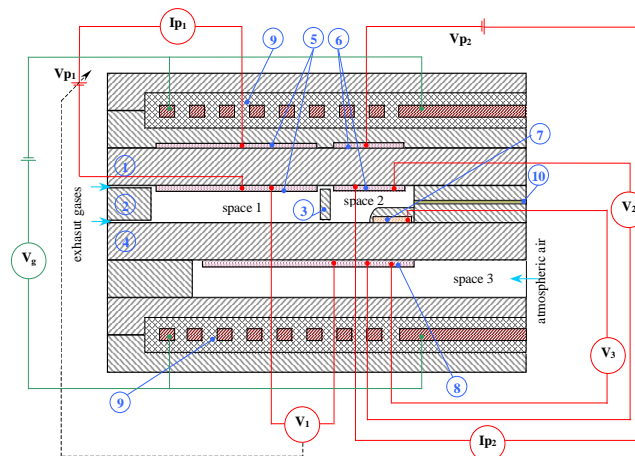 Ip1
9
5
6
Vp2
Vp1
7
1
10
exhasut gases
2
space 1
3
space 2
V2
4
Vg
space 3
atmospheric air
V3
9
8
V1
Ip2